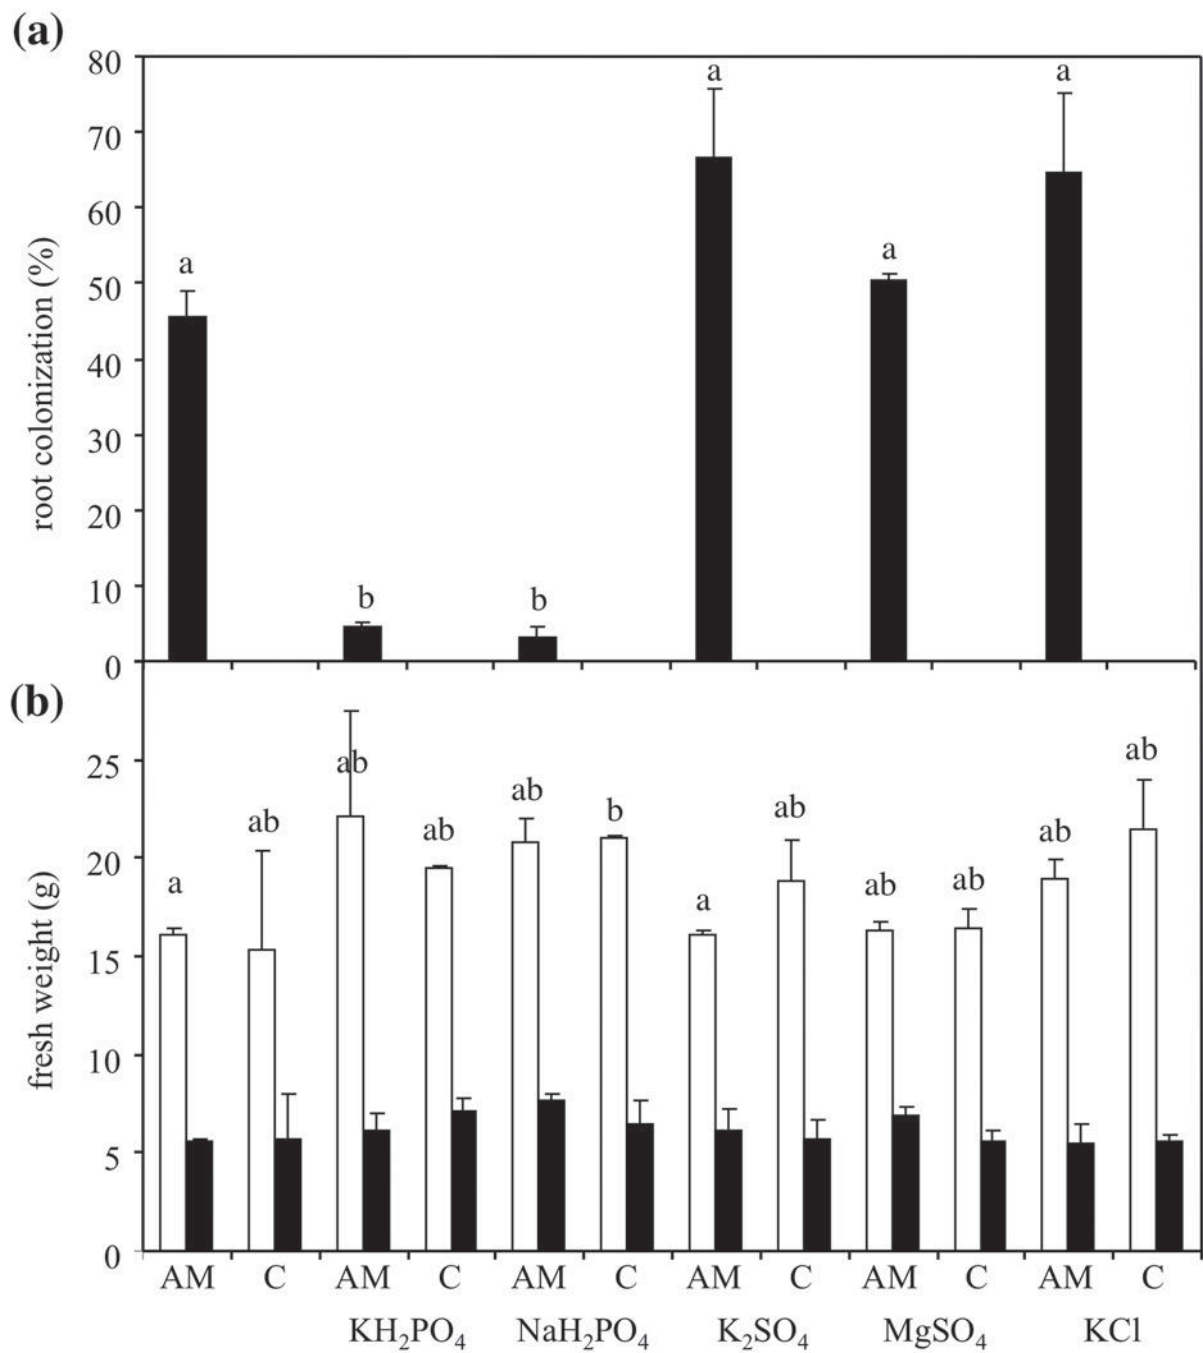 (a)
80
70
60
50
40
30
20
10
0
root colonization (%)
a
b
b
a
a
a
(b)
25
20
15
10
5
0
fresh weight (g)
a
ab
ab
ab
ab
b
a
ab
ab
ab
ab
ab
AM C AM C AM C AM C AM C AM C
KH₂PO₄ NaH₂PO₄ K₂SO₄ MgSO₄ KCl